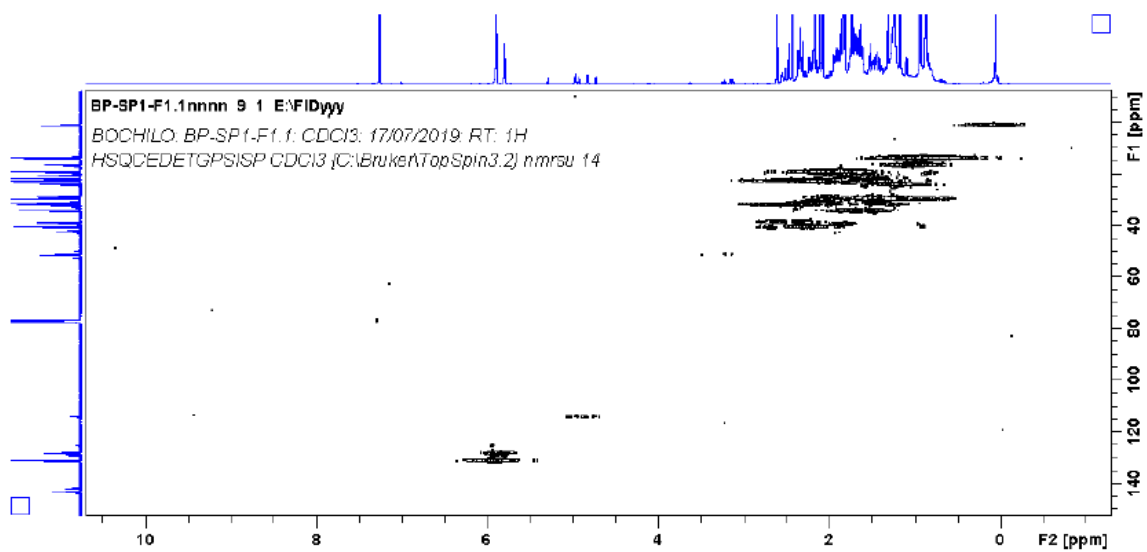 BP-SP1-F1.1nnnn 9 1 E:\FIDyyy
BOCHILO: BP-SP1-F1.1: CDCl3: 17/07/2019: RT: 1H
HSQCEDETGPSISP CDCl3 {C:\Bruker\TopSpin3.2} nmrsu 14
F1 [ppm]
40
60
80
100
120
140
10
8
6
4
2
0
F2 [ppm]